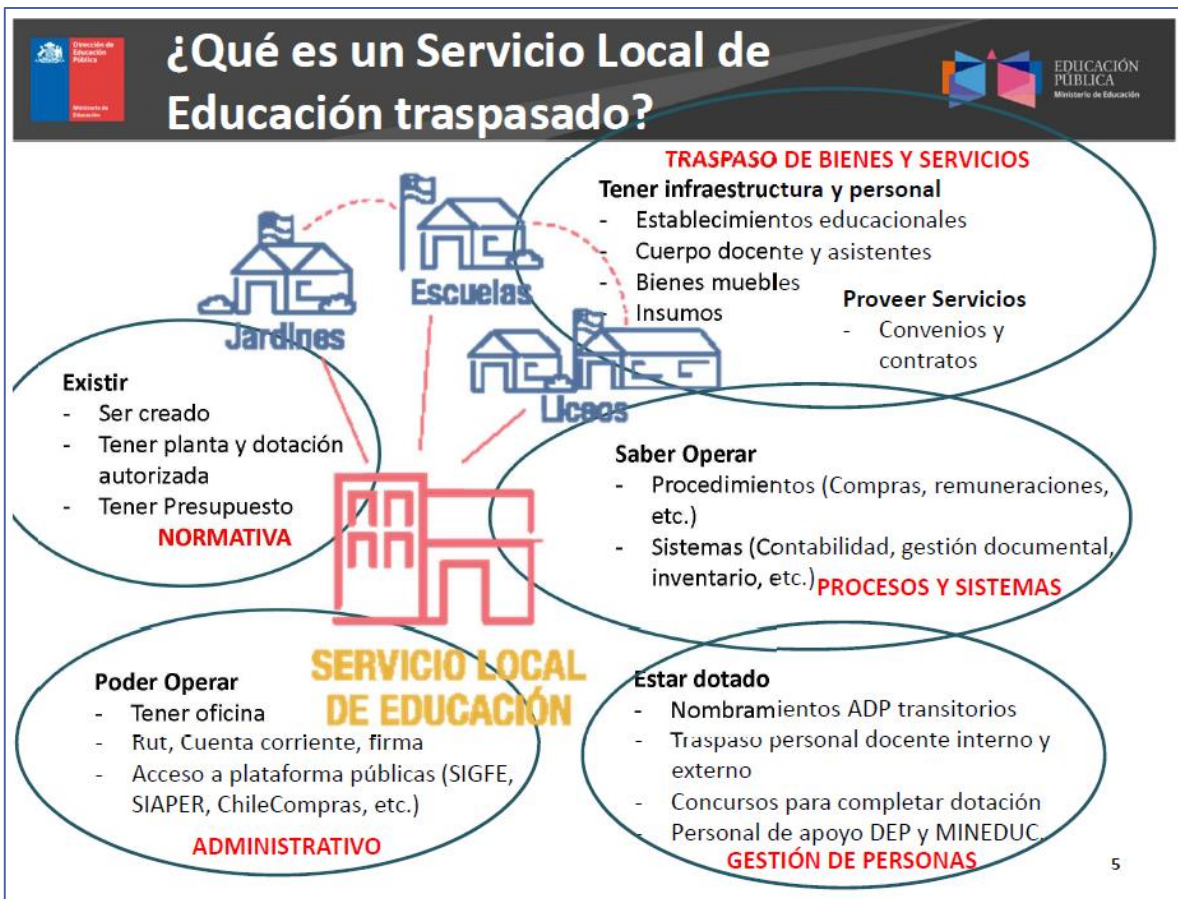 Dirección de
Educación
Pública
Ministerio de
Educación
¿Qué es un Servicio Local de
Educación traspasado?
EDUCACIÓN
PÚBLICA
Ministerio de Educación
TRASPASO DE BIENES Y SERVICIOS
Tener infraestructura y personal
- Establecimientos educacionales
- Cuerpo docente y asistentes
- Bienes muebles
- Insumos
Proveer Servicios
- Convenios y
contratos
Escuelas
Jardines
Liceos
Existir
- Ser creado
- Tener planta y dotación
autorizada
- Tener Presupuesto
NORMATIVA
Saber Operar
- Procedimientos (Compras, remuneraciones,
etc.)
- Sistemas (Contabilidad, gestión documental,
inventario, etc.)
PROCESOS Y SISTEMAS
SERVICIO LOCAL
DE EDUCACIÓN
Poder Operar
- Tener oficina
- Rut, Cuenta corriente, firma
- Acceso a plataforma públicas (SIGFE,
SIAPER, ChileCompras, etc.)
ADMINISTRATIVO
Estar dotado
- Nombramientos ADP transitorios
- Traspaso personal docente interno y
externo
- Concursos para completar dotación
- Personal de apoyo DEP y MINEDUC.
GESTIÓN DE PERSONAS
5